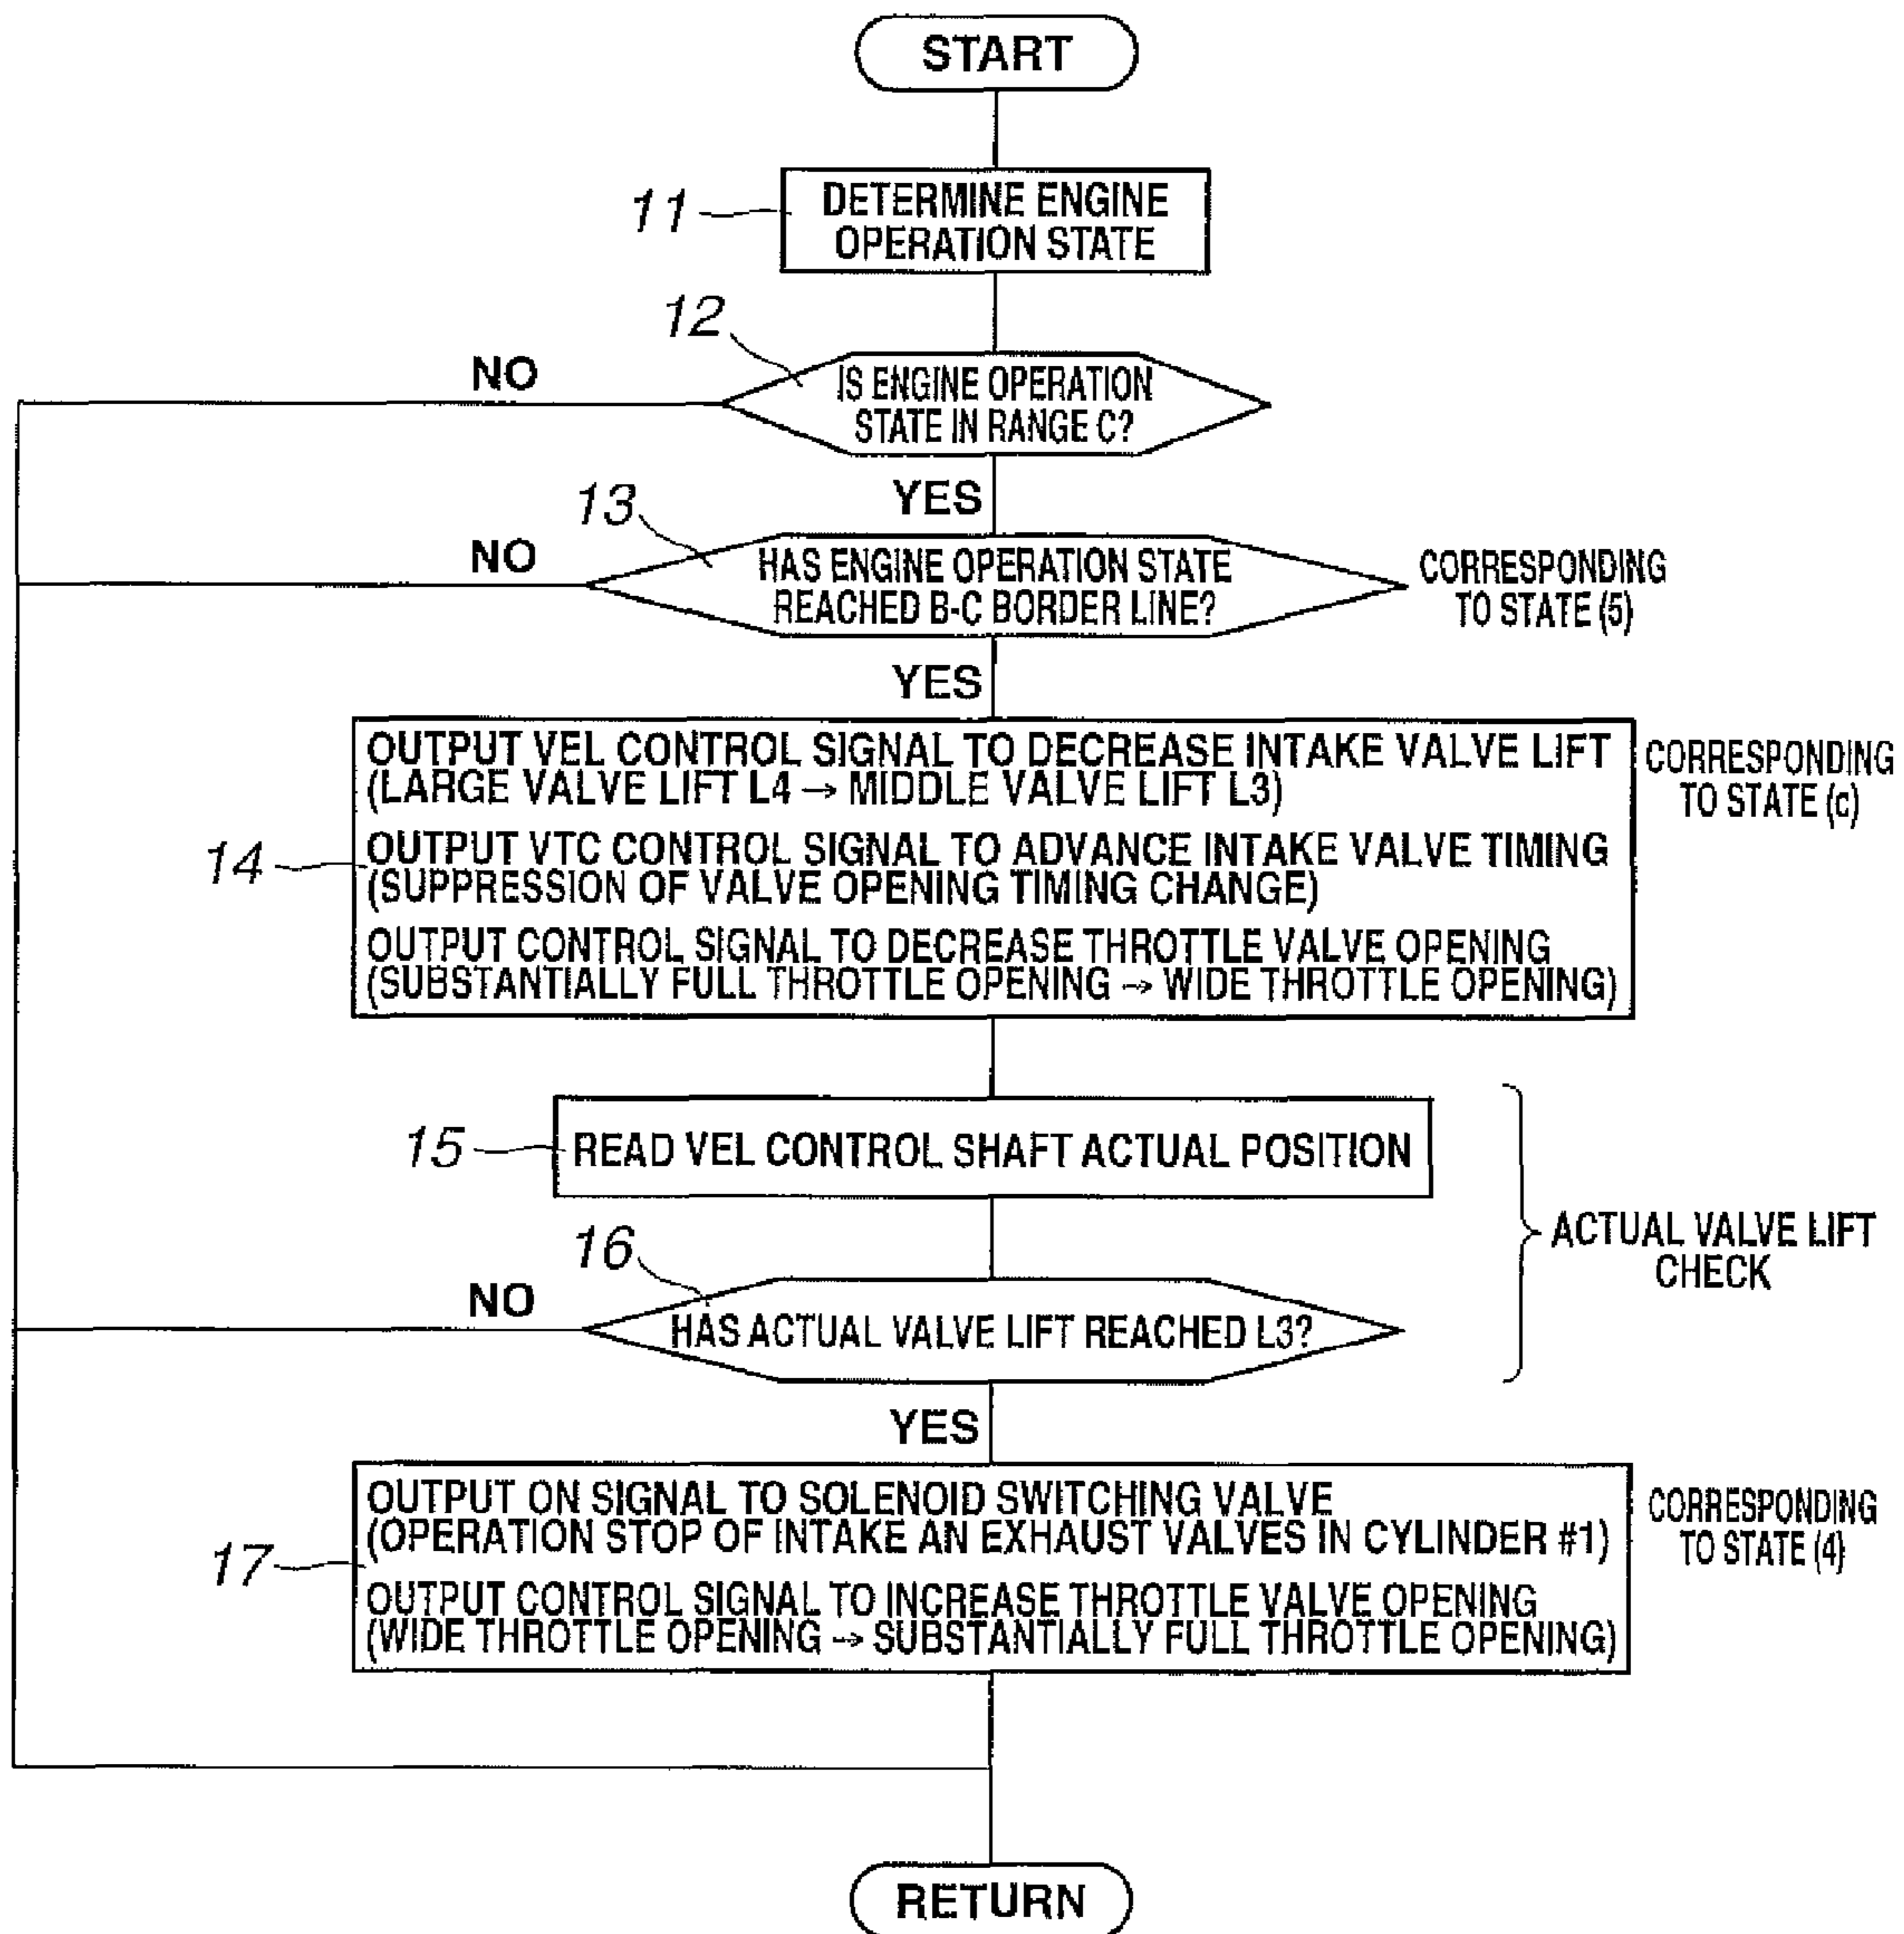 START
11
DETERMINE ENGINE
OPERATION STATE
12
NO
IS ENGINE OPERATION
STATE IN RANGE C?
YES
13
NO
HAS ENGINE OPERATION STATE
REACHED B-C BORDER LINE?
CORRESPONDING
TO STATE (5)
YES
14
OUTPUT VEL CONTROL SIGNAL TO DECREASE INTAKE VALVE LIFT
(LARGE VALVE LIFT L4 → MIDDLE VALVE LIFT L3)
OUTPUT VTC CONTROL SIGNAL TO ADVANCE INTAKE VALVE TIMING
(SUPPRESSION OF VALVE OPENING TIMING CHANGE)
OUTPUT CONTROL SIGNAL TO DECREASE THROTTLE VALVE OPENING
(SUBSTANTIALLY FULL THROTTLE OPENING → WIDE THROTTLE OPENING)
CORRESPONDING
TO STATE (c)
15
READ VEL CONTROL SHAFT ACTUAL POSITION
16
NO
HAS ACTUAL VALVE LIFT REACHED L3?
ACTUAL VALVE LIFT
CHECK
YES
17
OUTPUT ON SIGNAL TO SOLENOID SWITCHING VALVE
(OPERATION STOP OF INTAKE AN EXHAUST VALVES IN CYLINDER #1)
OUTPUT CONTROL SIGNAL TO INCREASE THROTTLE VALVE OPENING
(WIDE THROTTLE OPENING → SUBSTANTIALLY FULL THROTTLE OPENING)
CORRESPONDING
TO STATE (4)
RETURN